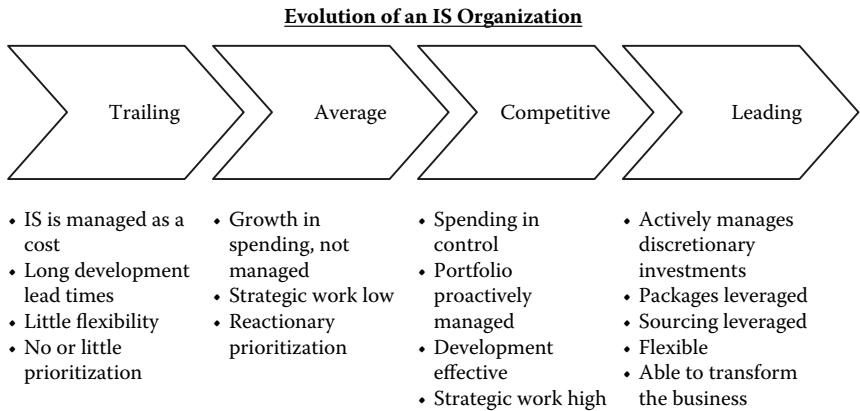 Evolution of an IS Organization
Trailing
Average
Competitive
Leading
• IS is managed as a
cost
• Long development
lead times
• Little flexibility
• No or little
prioritization
• Growth in
spending, not
managed
• Strategic work low
• Reactionary
prioritization
• Spending in
control
• Portfolio
proactively
managed
• Development
effective
• Strategic work high
• Actively manages
discretionary
investments
• Packages leveraged
• Sourcing leveraged
• Flexible
• Able to transform
the business